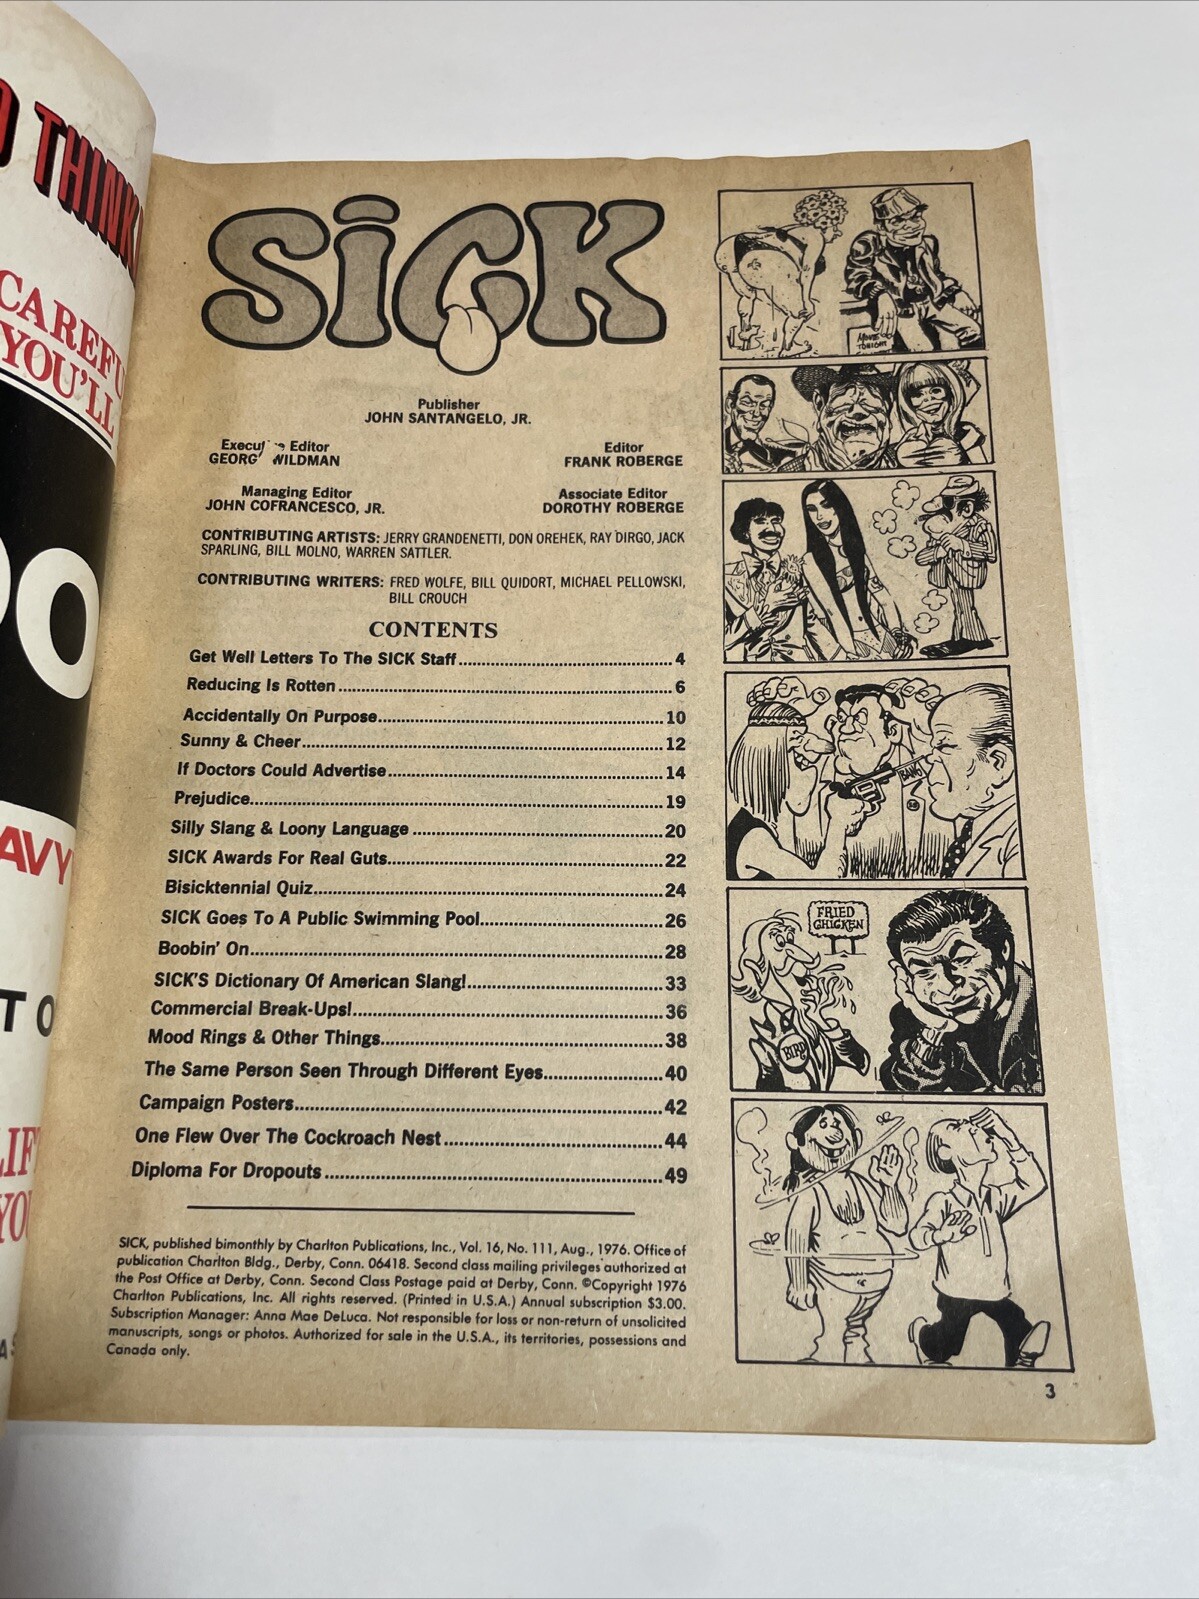 THINK
CAREFU
YOU'LL
AVY
T O
LIF
YO
SiCK
Publisher
JOHN SANTANGELO, JR.
Executive Editor
GEORGE WILDMAN
Editor
FRANK ROBERGE
Managing Editor
JOHN COFRANCESCO, JR.
Associate Editor
DOROTHY ROBERGE
CONTRIBUTING ARTISTS: JERRY GRANDENETTI, DON OREHEK, RAY DIRGO, JACK
SPARLING, BILL MOLNO, WARREN SATTLER.
CONTRIBUTING WRITERS: FRED WOLFE, BILL QUIDORT, MICHAEL PELLOWSKI,
BILL CROUCH
CONTENTS
Get Well Letters To The SICK Staff 4
Reducing Is Rotten 6
Accidentally On Purpose 10
Sunny & Cheer 12
If Doctors Could Advertise 14
Prejudice 19
Silly Slang & Loony Language 20
SICK Awards For Real Guts 22
Bisicktennial Quiz 24
SICK Goes To A Public Swimming Pool 26
Boobin' On 28
SICK'S Dictionary Of American Slang! 33
Commercial Break-Ups! 36
Mood Rings & Other Things 38
The Same Person Seen Through Different Eyes 40
Campaign Posters 42
One Flew Over The Cockroach Nest 44
Diploma For Dropouts 49
SICK, published bimonthly by Charlton Publications, Inc., Vol. 16, No. 111, Aug., 1976. Office of
publication Charlton Bldg., Derby, Conn. 06418. Second class mailing privileges authorized at
the Post Office at Derby, Conn. Second Class Postage paid at Derby, Conn. ©Copyright 1976
Charlton Publications, Inc. All rights reserved. (Printed in U.S.A.) Annual subscription $3.00.
Subscription Manager: Anna Mae DeLuca. Not responsible for loss or non-return of unsolicited
manuscripts, songs or photos. Authorized for sale in the U.S.A., its territories, possessions and
Canada only.
MOVIE
TONIGHT
BANG!
FRIED
CHICKEN
BIRD
3